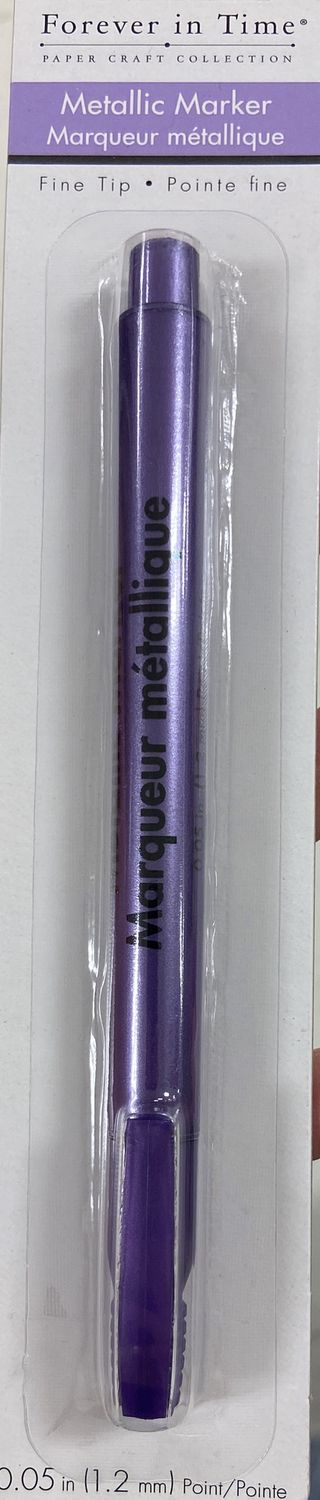 Forever in Time®
PAPER CRAFT COLLECTION
Metallic Marker
Marqueur métallique
Fine Tip • Pointe fine
Marqueur métallique
0.05 in (1.2 mm) Point/Pointe